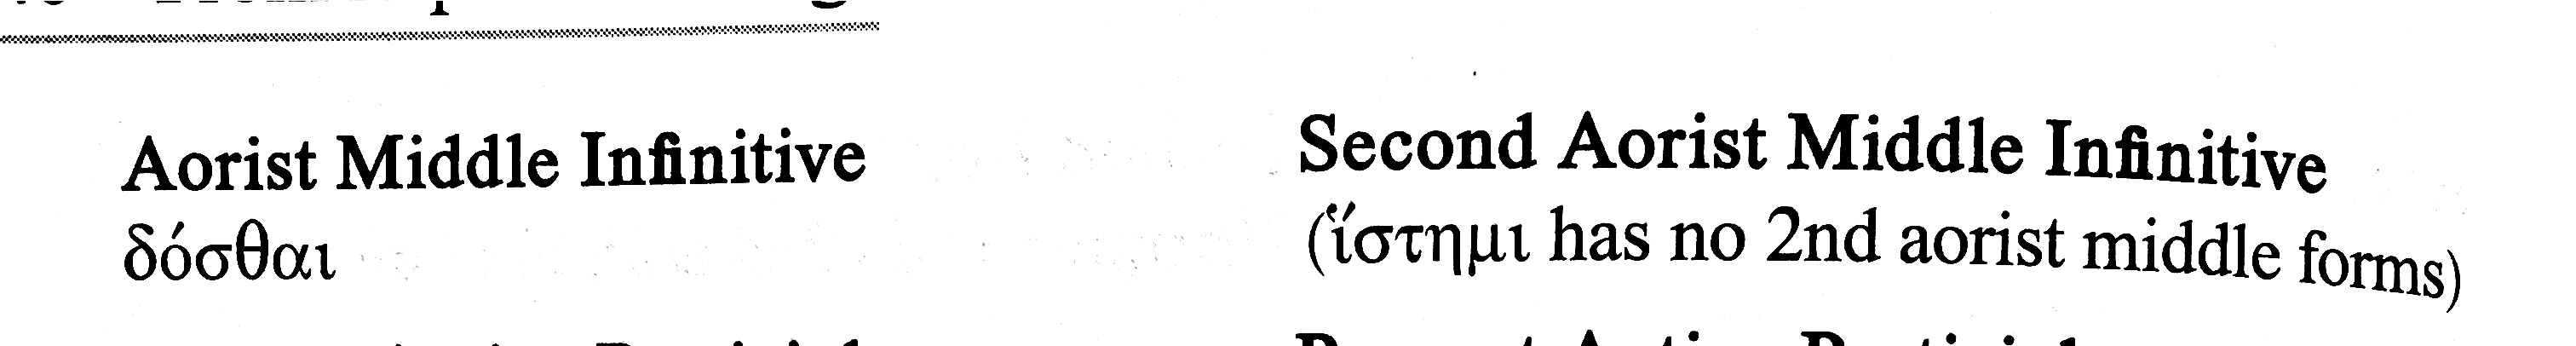 Aorist Middle Infinitive
δόσθαι
Second Aorist Middle Infinitive
(ἵστημι has no 2nd aorist middle forms)